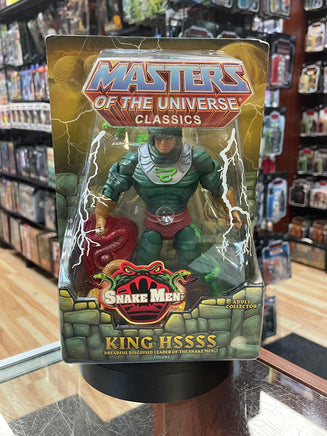 MASTERS
OF THE UNIVERSE
CLASSICS
SNAKE MEN
ADULT
COLLECTOR
KING HSSSS
DREADFUL DISGUISED LEADER OF THE SNAKE MEN
FIGURE